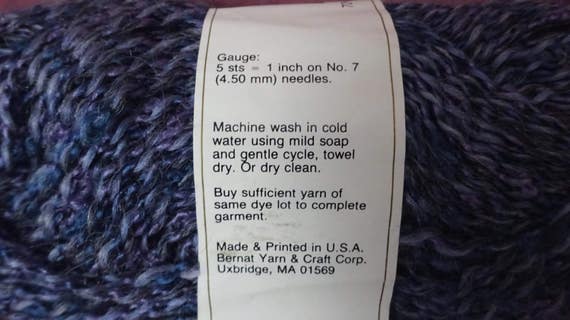 Gauge:
5 sts = 1 inch on No. 7
(4.50 mm) needles.
Machine wash in cold
water using mild soap
and gentle cycle, towel
dry. Or dry clean.
Buy sufficient yarn of
same dye lot to complete
garment.
Made & Printed in U.S.A.
Bernat Yarn & Craft Corp.
Uxbridge, MA 01569